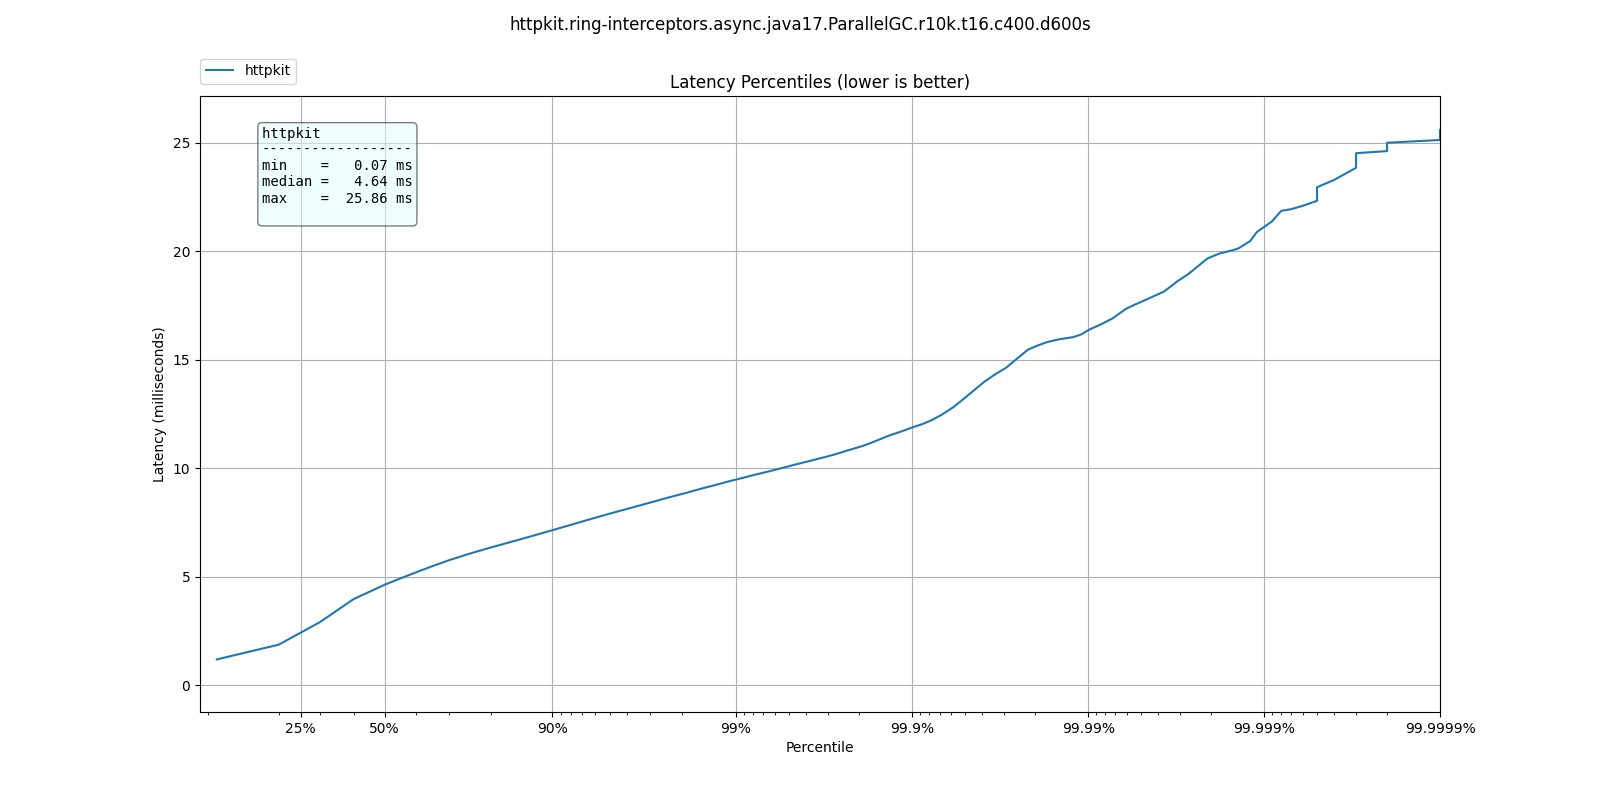 httpkit.ring-interceptors.async.java17.ParallelGC.r10k.t16.c400.d600s
httpkit
Latency Percentiles (lower is better)
httpkit
------------------
min    =   0.07 ms
median =   4.64 ms
max    =  25.86 ms
25
20
15
10
5
0
Latency (milliseconds)
25% 50% 90% 99% 99.9% 99.99% 99.999% 99.9999%
Percentile